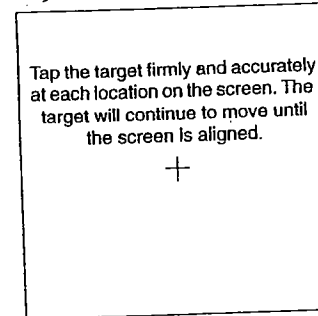 Tap the target firmly and accurately
at each location on the screen. The
target will continue to move until
the screen is aligned.